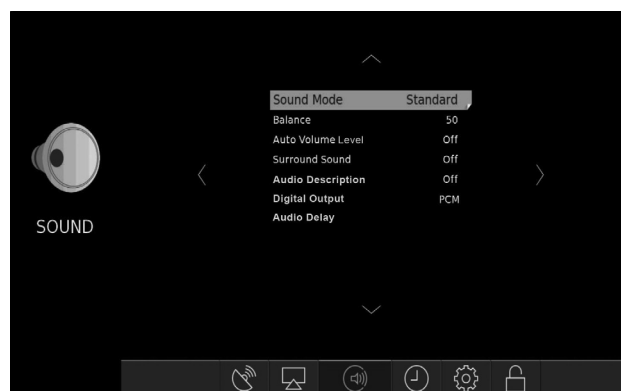 SOUND
Sound Mode Standard
Balance 50
Auto Volume Level Off
Surround Sound Off
Audio Description Off
Digital Output PCM
Audio Delay